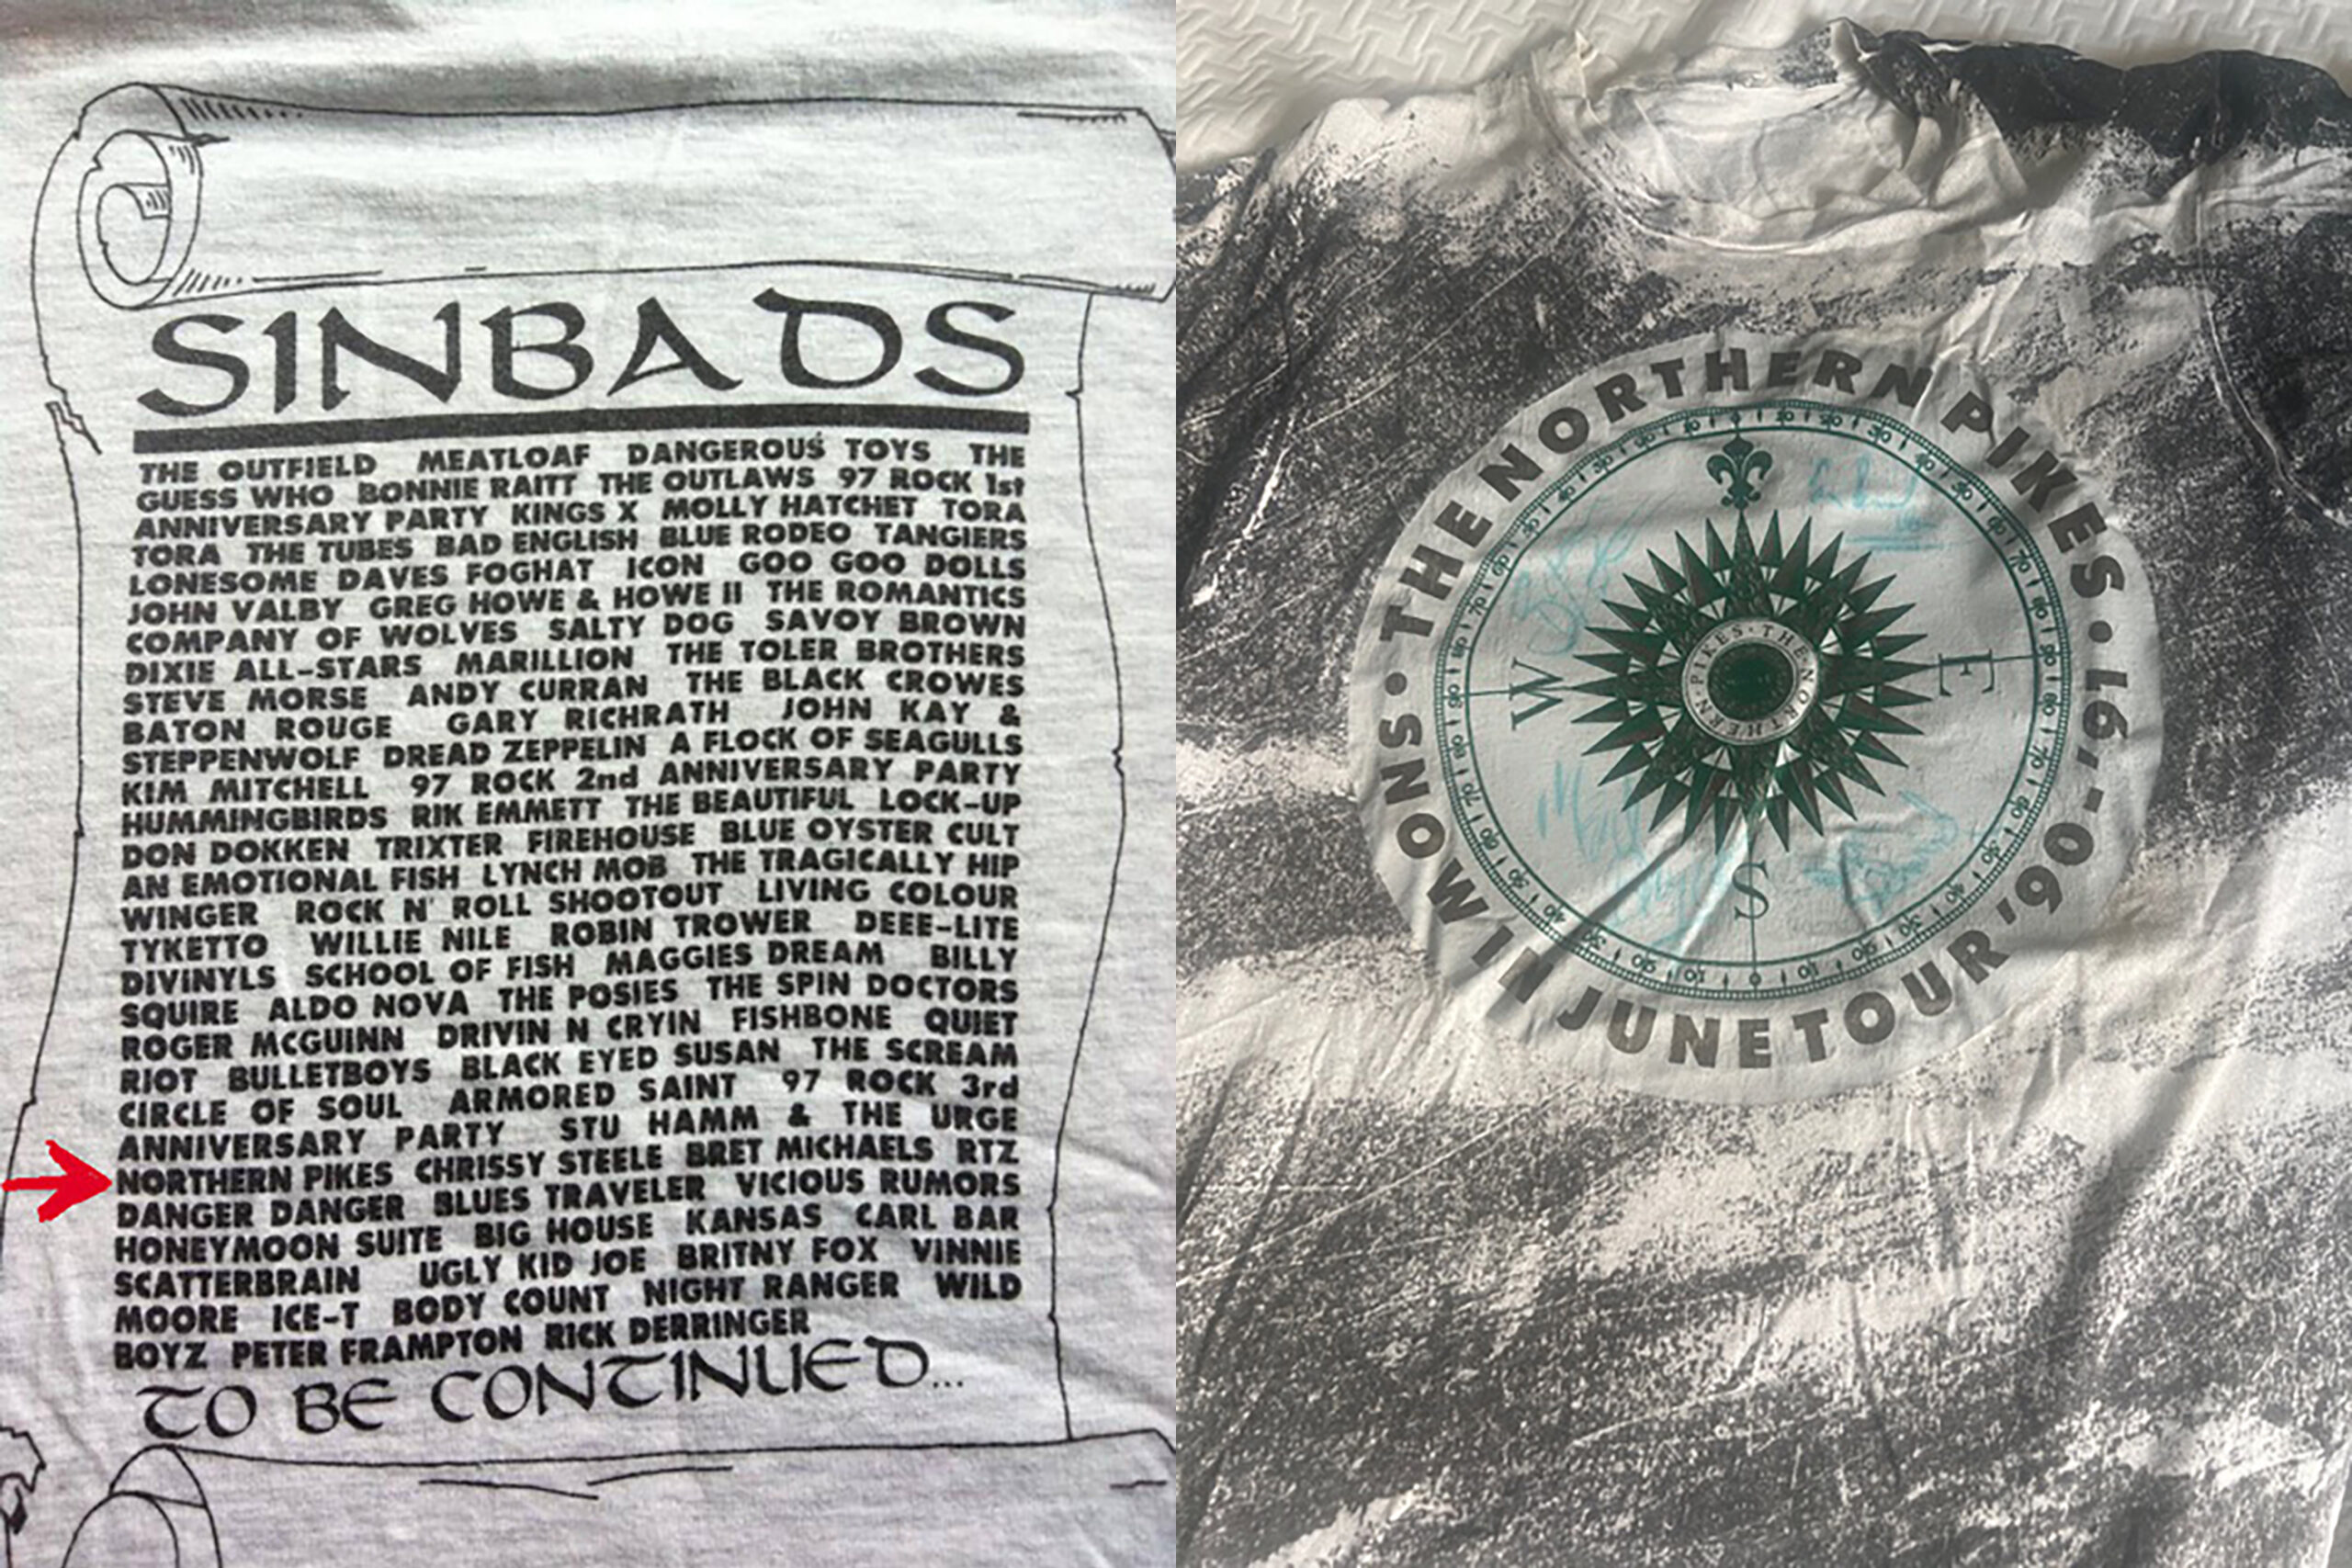 SINBADS
THE OUTFIELD MEATLOAF DANGEROUS TOYS THE
GUESS WHO BONNIE RAITT THE OUTLAWS 97 ROCK 1st
ANNIVERSARY PARTY KINGS X MOLLY HATCHET TORA
TORA THE TUBES BAD ENGLISH BLUE RODEO TANGIERS
LONESOME DAVES FOGHAT ICON GOO GOO DOLLS
JOHN VALBY GREG HOWE & HOWE II THE ROMANTICS
COMPANY OF WOLVES SALTY DOG SAVOY BROWN
DIXIE ALL-STARS MARILLION THE TOLER BROTHERS
STEVE MORSE ANDY CURRAN THE BLACK CROWES
BATON ROUGE GARY RICHRATH JOHN KAY &
STEPPENWOLF DREAD ZEPPELIN A FLOCK OF SEAGULLS
KIM MITCHELL 97 ROCK 2nd ANNIVERSARY PARTY
HUMMINGBIRDS RIK EMMETT THE BEAUTIFUL LOCK-UP
DON DOKKEN TRIXTER FIREHOUSE BLUE OYSTER CULT
AN EMOTIONAL FISH LYNCH MOB THE TRAGICALLY HIP
WINGER ROCK N' ROLL SHOOTOUT LIVING COLOUR
TYKETTO WILLIE NILE ROBIN TROWER DEEE-LITE
DIVINYLS SCHOOL OF FISH MAGGIES DREAM BILLY
SQUIRE ALDO NOVA THE POSIES THE SPIN DOCTORS
ROGER MCGUINN DRIVIN N CRYIN FISHBONE QUIET
RIOT BULLETBOYS BLACK EYED SUSAN THE SCREAM
CIRCLE OF SOUL ARMORED SAINT 97 ROCK 3rd
ANNIVERSARY PARTY STU HAMM & THE URGE
NORTHERN PIKES CHRISSY STEELE BRET MICHAELS RTZ
DANGER DANGER BLUES TRAVELER VICIOUS RUMORS
HONEYMOON SUITE BIG HOUSE KANSAS CARL BAR
SCATTERBRAIN UGLY KID JOE BRITNY FOX VINNIE
MOORE ICE-T BODY COUNT NIGHT RANGER WILD
BOYZ PETER FRAMPTON RICK DERRINGER
TO BE CONTINUED...
THE NORTHERN PIKES
SNOW IN JUNE TOUR '90-'91
W E S
THE NORTHERN PIKES